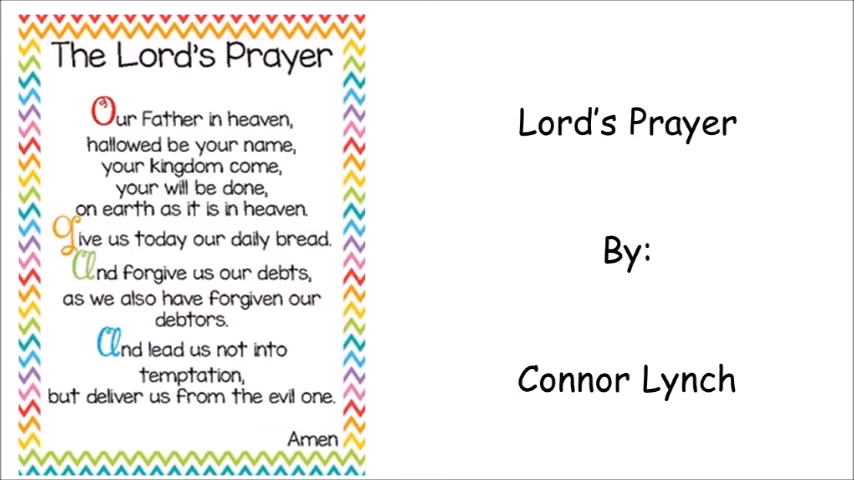 The Lord's Prayer
Our Father in heaven,
hallowed be your name,
your kingdom come,
your will be done,
on earth as it is in heaven.
give us today our daily bread.
And forgive us our debts,
as we also have forgiven our
debtors.
And lead us not into
temptation,
but deliver us from the evil one.
Amen
Lord's Prayer
By:
Connor Lynch